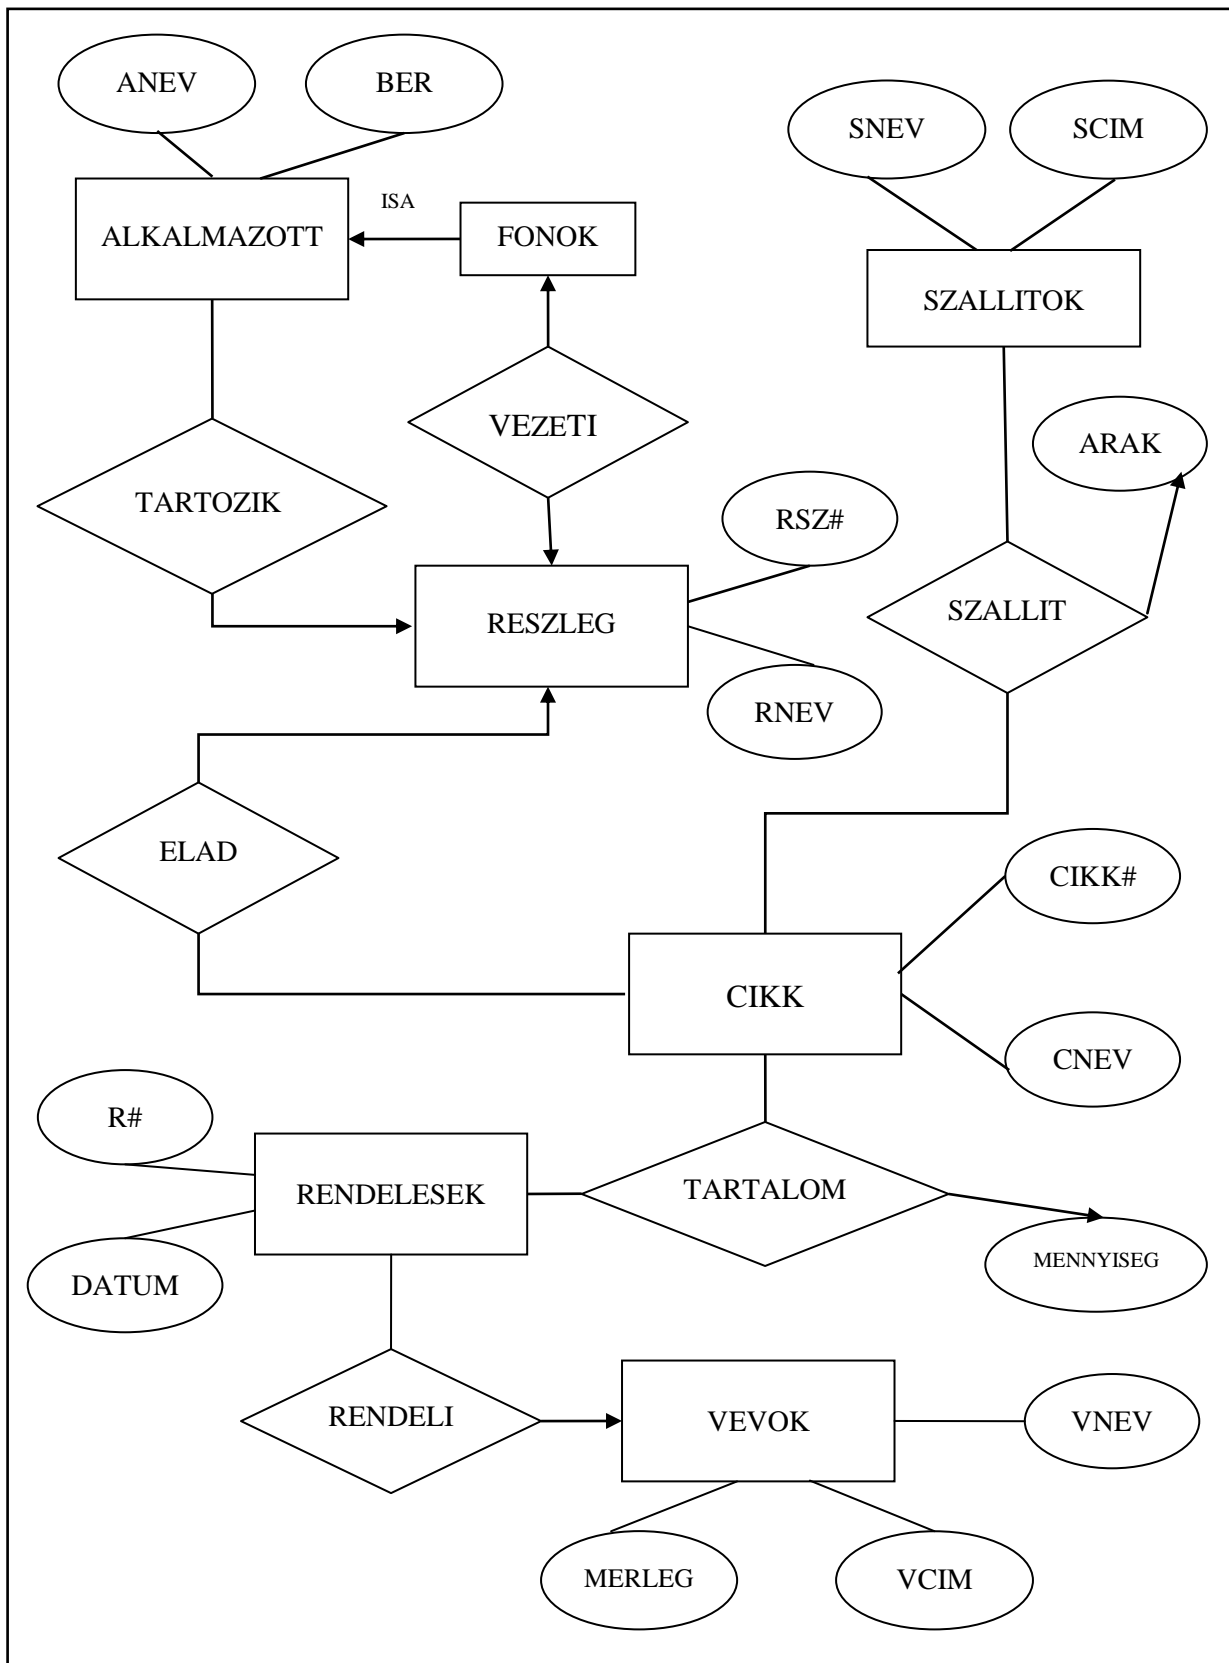 ANEV
BER
SNEV
SCIM
ISA
ALKALMAZOTT
FONOK
SZALLITOK
VEZETI
ARAK
TARTOZIK
RSZ#
RESZLEG
SZALLIT
RNEV
ELAD
CIKK#
CIKK
CNEV
R#
RENDELESEK
TARTALOM
DATUM
MENNYISEG
RENDELI
VEVOK
VNEV
MERLEG
VCIM